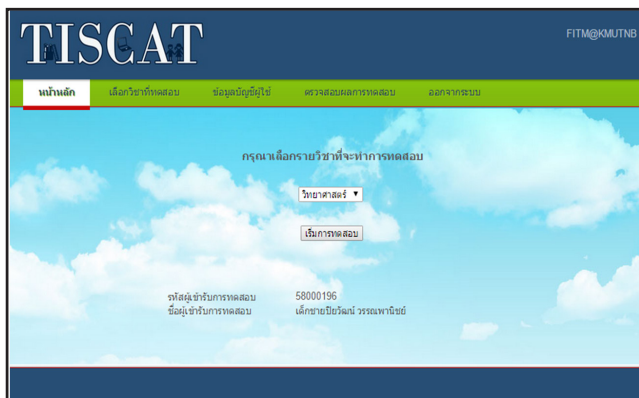 TISCAT
FITM@KMUTNB
หน้าหลัก เลือกวิชาที่ทดสอบ ข้อมูลบัญชีผู้ใช้ ตรวจสอบผลการทดสอบ ออกจากระบบ
กรุณาเลือกรายวิชาที่จะทำการทดสอบ
วิทยาศาสตร์ ▼
เริ่มการทดสอบ
รหัสผู้เข้ารับการทดสอบ 58000196
ชื่อผู้เข้ารับการทดสอบ เด็กชายปิยวัฒน์ วรรณพานิชย์